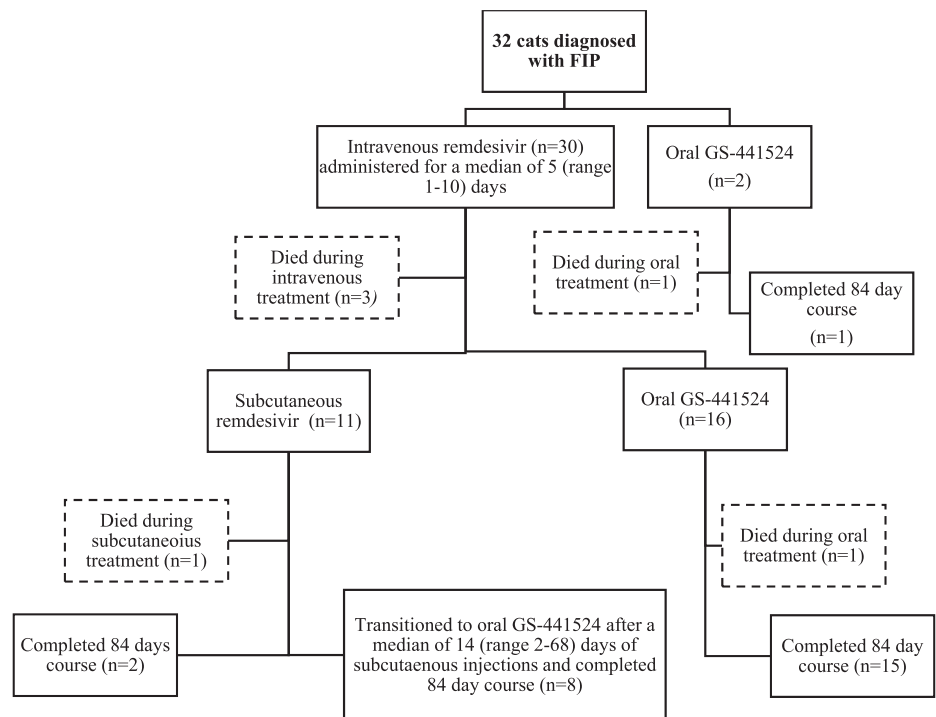 32 cats diagnosed
with FIP
Intravenous remdesivir (n=30)
administered for a median of 5 (range
1-10) days
Oral GS-441524
(n=2)
Died during
intravenous
treatment (n=3)
Died during oral
treatment (n=1)
Completed 84 day
course
(n=1)
Subcutaneous
remdesivir (n=11)
Oral GS-441524
(n=16)
Died during
subcutaneoius
treatment (n=1)
Died during oral
treatment (n=1)
Completed 84 days
course (n=2)
Transitioned to oral GS-441524 after a
median of 14 (range 2-68) days of
subcutaenous injections and completed
84 day course (n=8)
Completed 84 day
course (n=15)